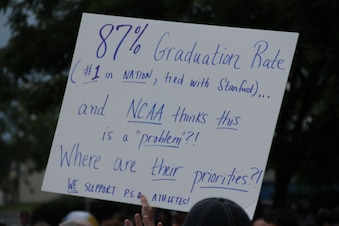 87% Graduation Rate
(#1 in NATION, tied with Stanford)...
and NCAA thinks this
is a "problem"?!
Where are their priorities?!
WE SUPPORT P.S.U. ATHLETES!